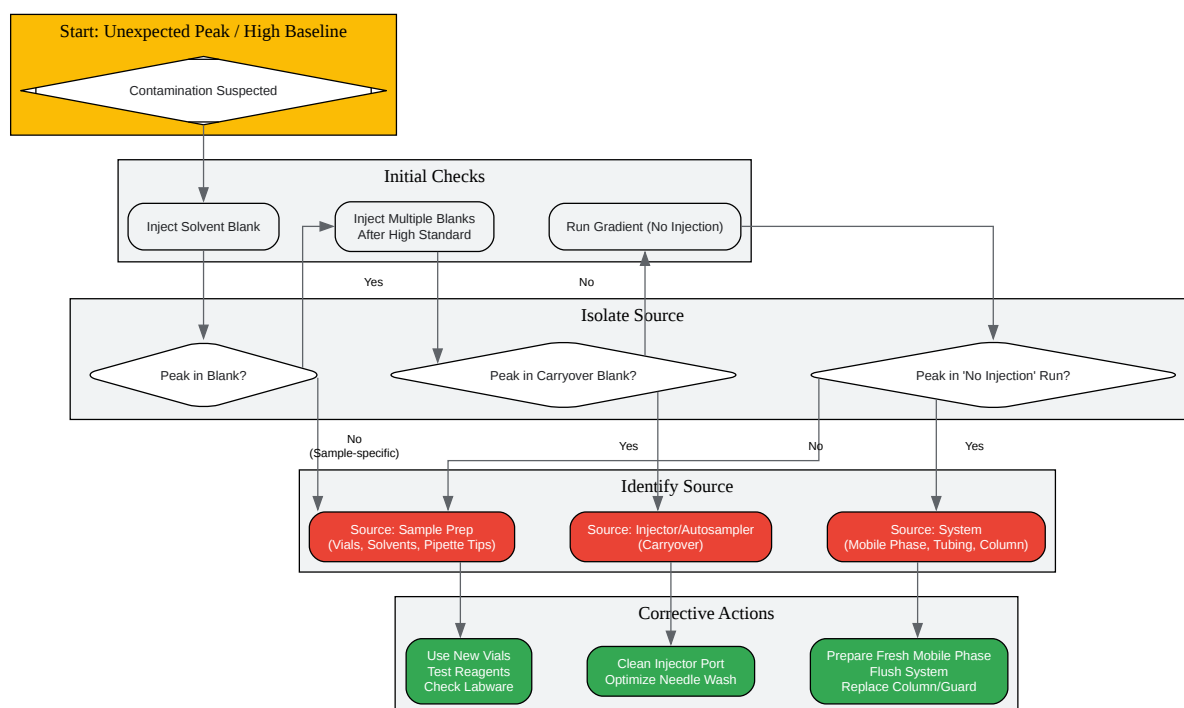 Start: Unexpected Peak / High Baseline
Contamination Suspected
Initial Checks
Inject Solvent Blank
Inject Multiple Blanks
After High Standard
Run Gradient (No Injection)
Yes
No
Isolate Source
Peak in Blank?
Peak in Carryover Blank?
Peak in 'No Injection' Run?
No
(Sample-specific)
Yes
No
Yes
Identify Source
Source: Sample Prep
(Vials, Solvents, Pipette Tips)
Source: Injector/Autosampler
(Carryover)
Source: System
(Mobile Phase, Tubing, Column)
Corrective Actions
Use New Vials
Test Reagents
Check Labware
Clean Injector Port
Optimize Needle Wash
Prepare Fresh Mobile Phase
Flush System
Replace Column/Guard